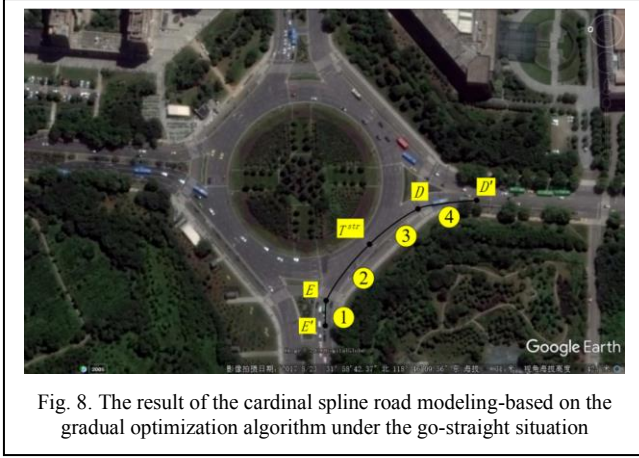 D
D'
T^str
4
3
2
E
E'
1
Google Earth
Fig. 8. The result of the cardinal spline road modeling-based on the
gradual optimization algorithm under the go-straight situation